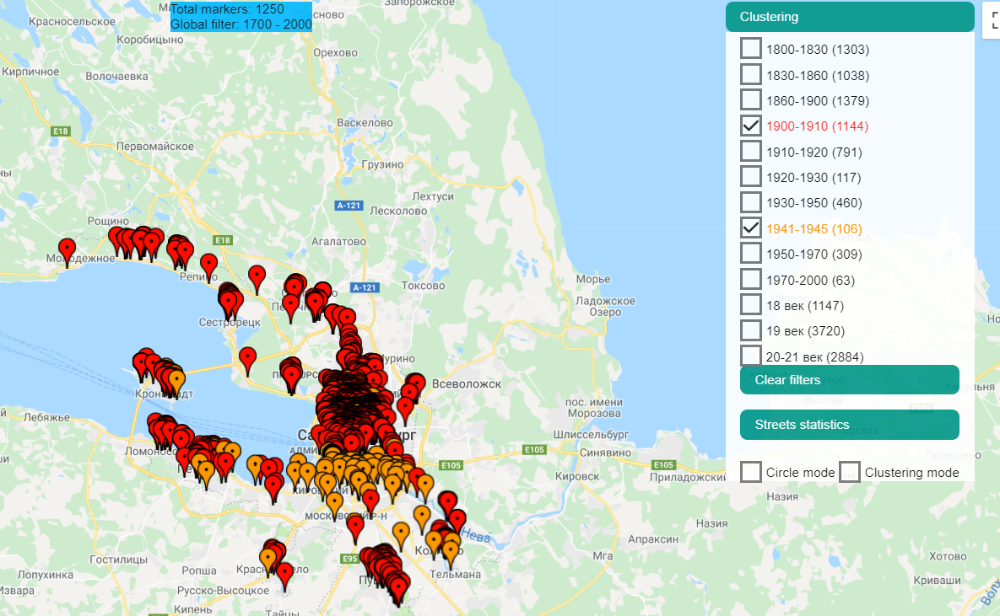 Total markers: 1250
Global filter: 1700 - 2000
Запорожское
Сосново
Красносельское
Коробицыно
Орехово
Кирпичное
Волочаевка
E18
Васкелово
Первомайское
Грузино
A-121
Лехтуси
Лесколово
Рощино
E18
Агалатово
Молодежное
Репино
A-121
Токсово
Морье
Ладожское
Озеро
Сестрорецк
Мурино
Всеволожск
Кронштадт
пос. имени
Морозова
Лебяжье
Шлиссельбург
Синявино
E105
Ломоносов
E105
E105
Приладожский
Кировск
Назия
московский р-н
Назия
Нева
Апраксин
E95
Мга
Гостилицы
Хотово
Ропша
Тельмана
Лопухинка
Криваши
Русско-Высоцкое
Извара
Кипень
Тайцы
Clustering
1800-1830 (1303)
1830-1860 (1038)
1860-1900 (1379)
1900-1910 (1144)
1910-1920 (791)
1920-1930 (117)
1930-1950 (460)
1941-1945 (106)
1950-1970 (309)
1970-2000 (63)
18 век (1147)
19 век (3720)
20-21 век (2884)
Clear filters
Streets statistics
Circle mode
Clustering mode